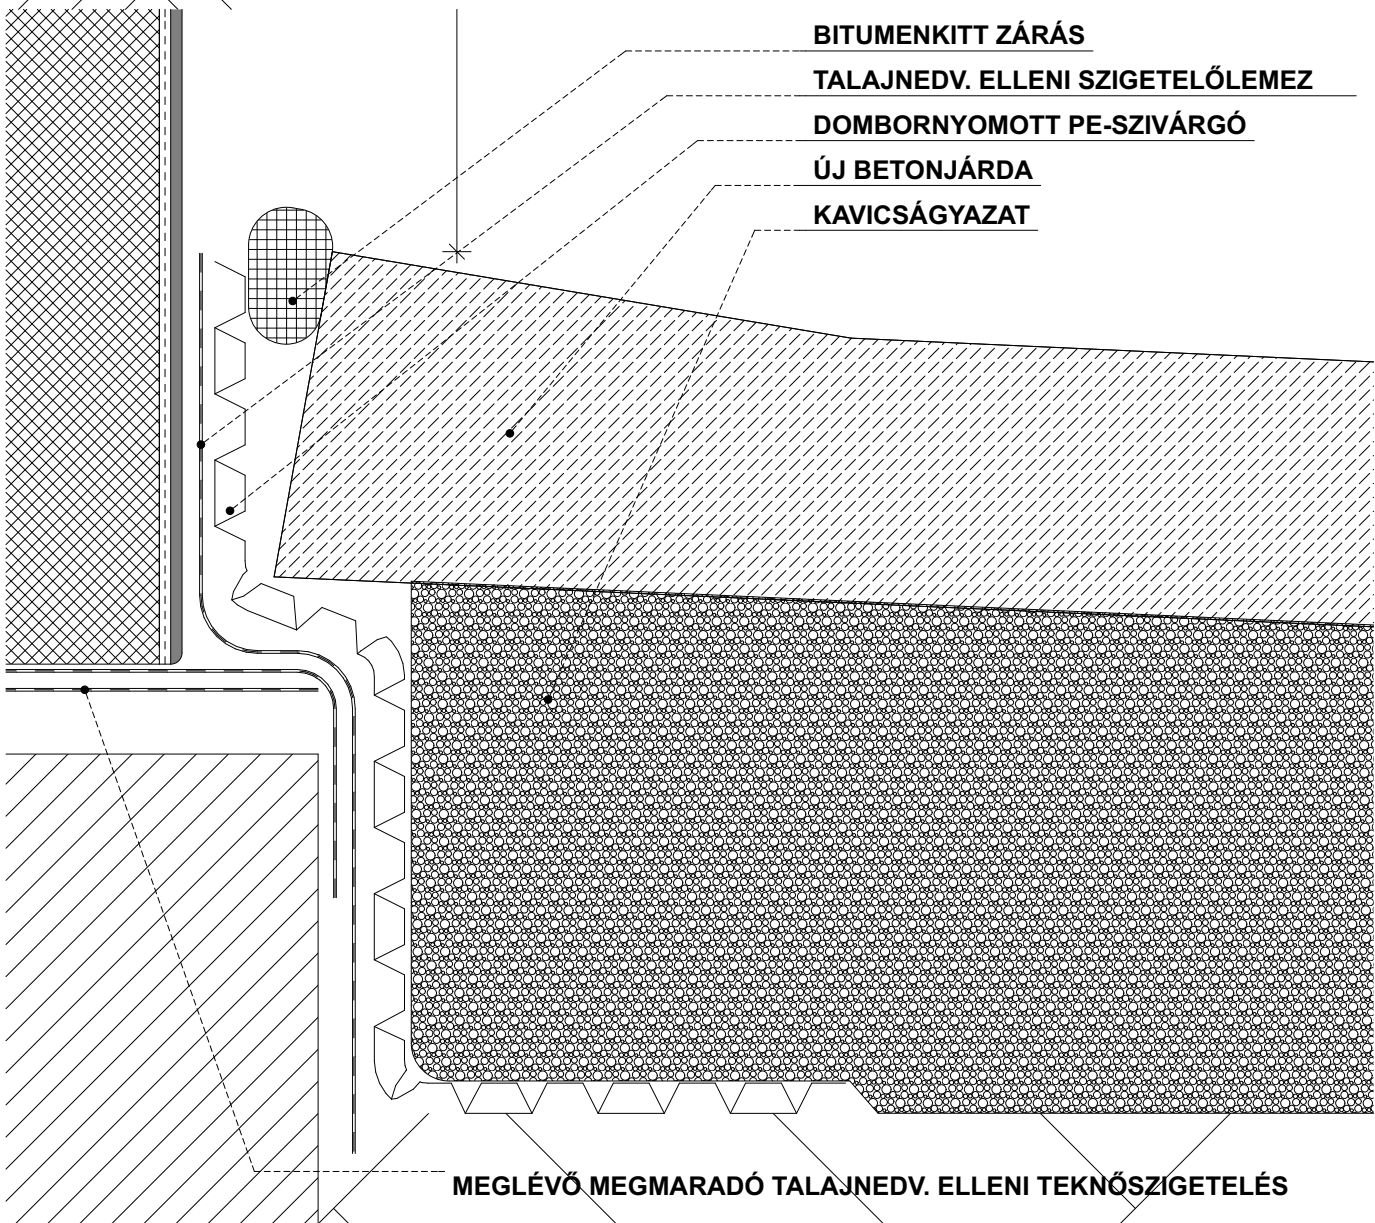 BITUMENKITT ZÁRÁS
TALAJNEDV. ELLENI SZIGETELŐLEMEZ
DOMBORNYOMOTT PE-SZIVÁRGÓ
ÚJ BETONJÁRDA
KAVICSÁGYAZAT
MEGLÉVŐ MEGMARADÓ TALAJNEDV. ELLENI TEKNŐSZIGETELÉS